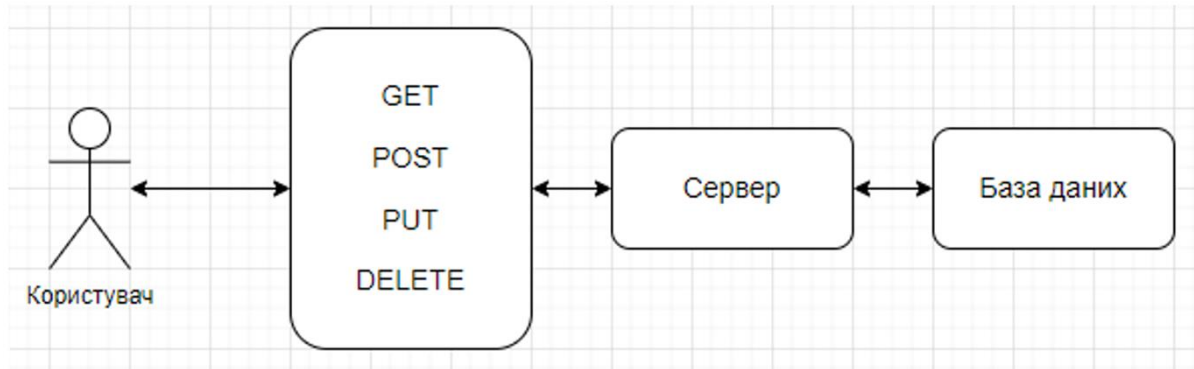 GET
POST
PUT
DELETE
Сервер
База даних
Користувач